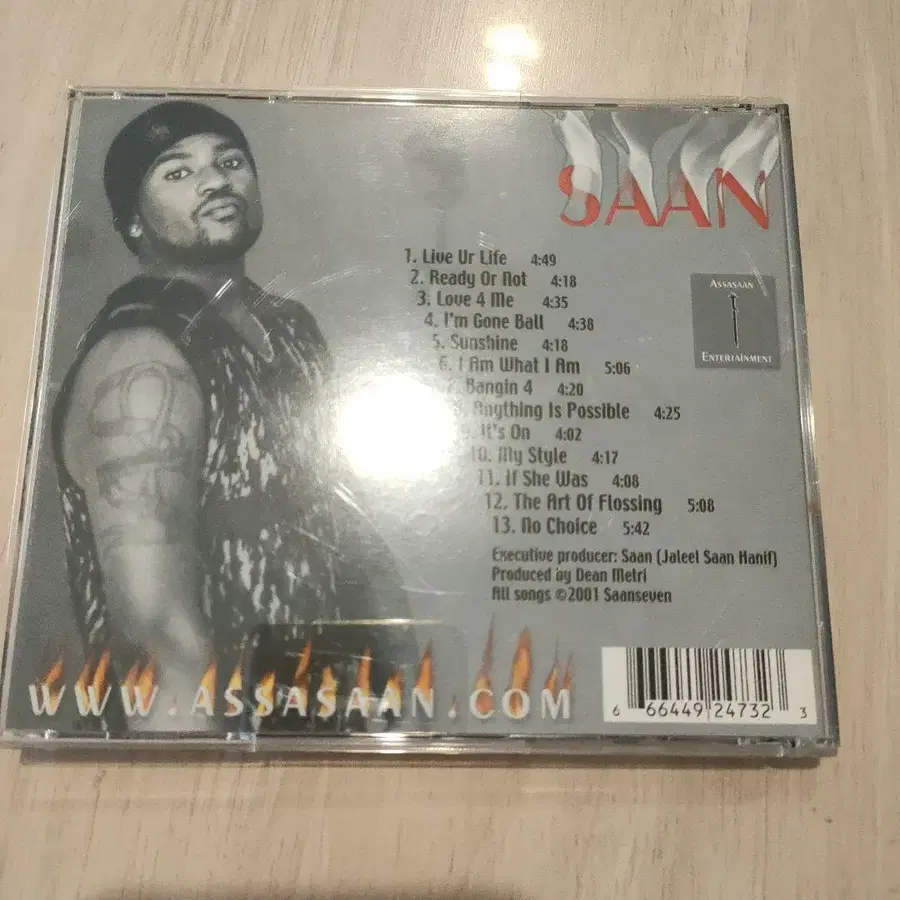 SAAN
1. Live Ur Life 4:49
2. Ready Or Not 4:18
3. Love 4 Me 4:35
4. I'm Gone Ball 4:38
5. Sunshine 4:18
6. I Am What I Am 5:06
7. Bangin 4 4:20
8. Anything Is Possible 4:25
9. It's On 4:02
10. My Style 4:17
11. If She Was 4:08
12. The Art Of Flossing 5:08
13. No Choice 5:42
ASSASAAN
ENTERTAINMENT
Executive producer: Saan (Jaleel Saan Hanif)
Produced by Dean Melri
All songs ©2001 Saanseven
WWW.ASSASAAN.COM
6 66449 24732 3